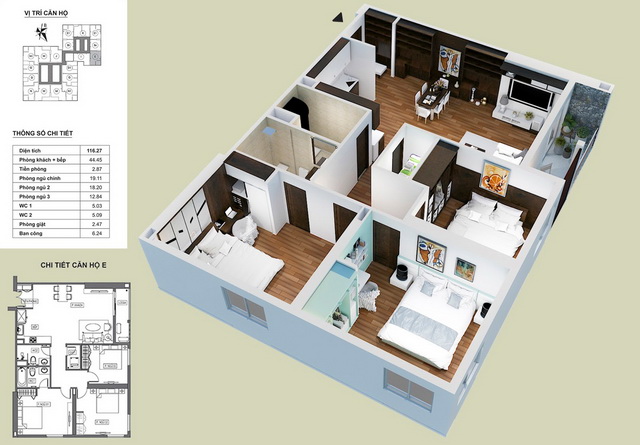 VỊ TRÍ CĂN HỘ
THÔNG SỐ CHI TIẾT
Diện tích 116.27
Phòng khách + bếp 44.45
Tiền phòng 2.87
Phòng ngủ chính 19.11
Phòng ngủ 2 18.20
Phòng ngủ 3 12.84
WC 1 5.03
WC 2 5.09
Phòng giặt 2.47
Ban công 6.24
CHI TIẾT CĂN HỘ E